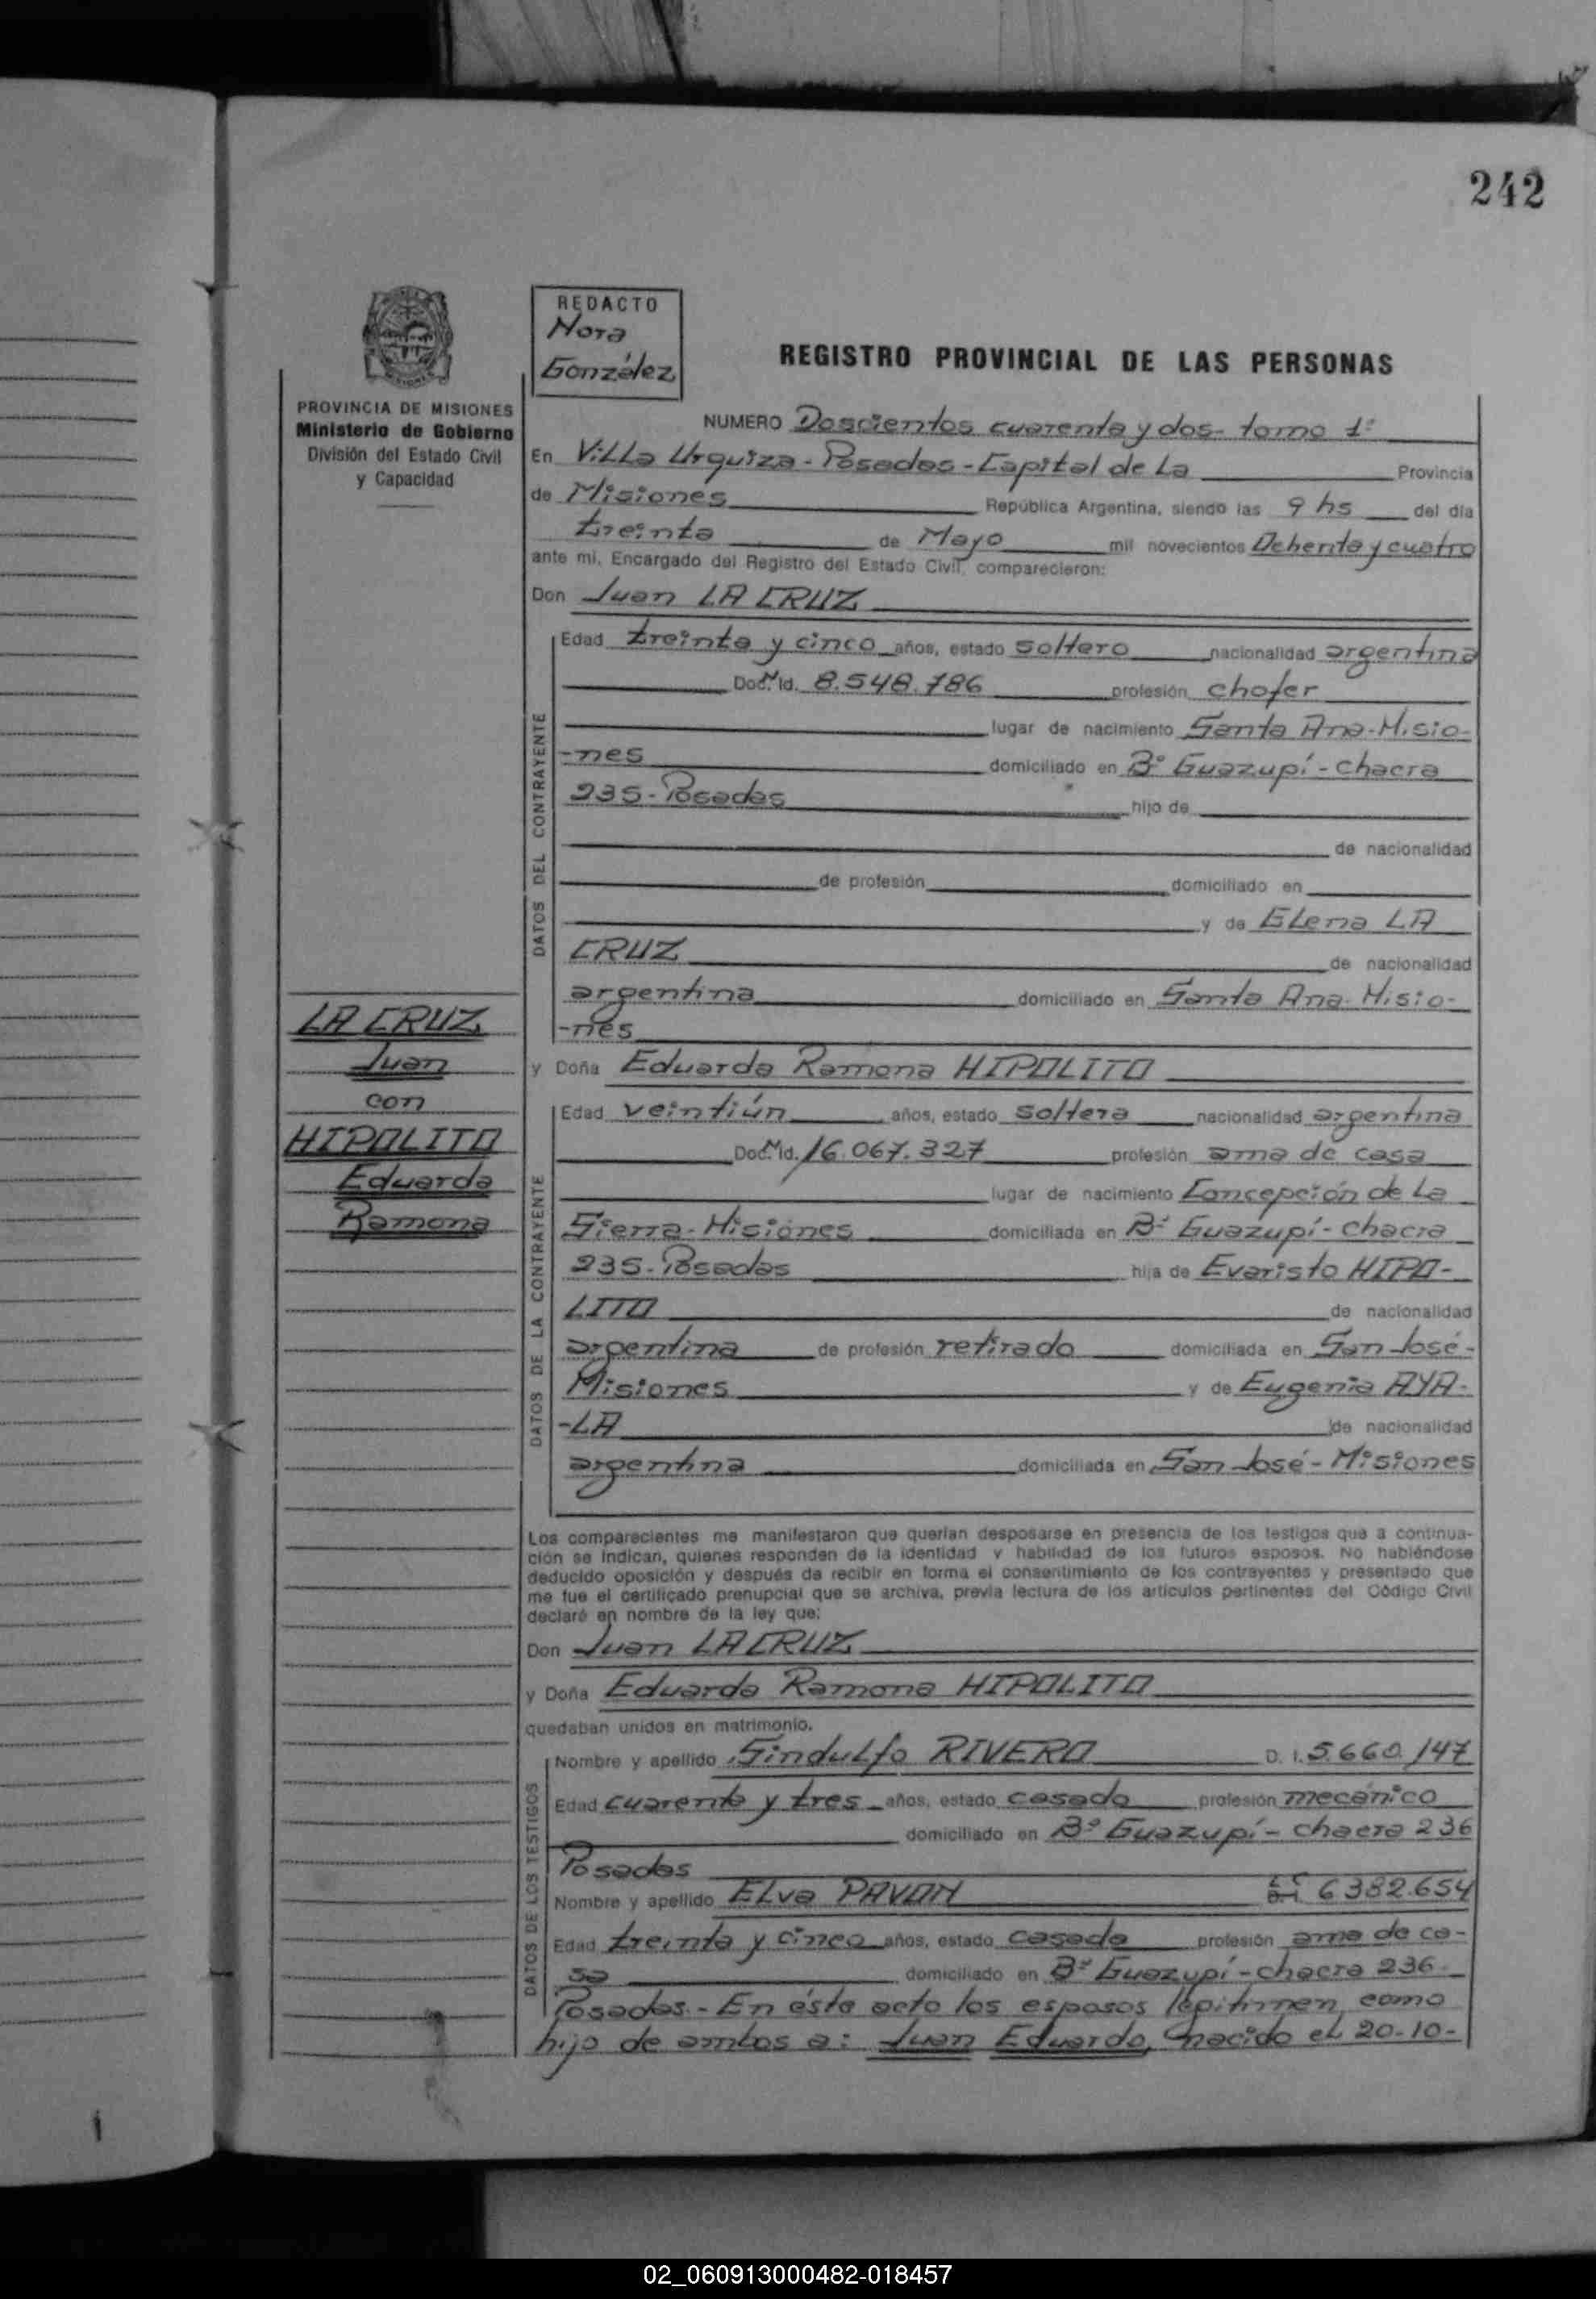 242
REDACTO
Nora
González
REGISTRO PROVINCIAL DE LAS PERSONAS
PROVINCIA DE MISIONES
Ministerio de Gobierno
División del Estado Civil
y Capacidad
NUMERO Doscientos cuarenta y dos- tomo 1º
En Villa Urquiza - Posadas - Capital de La Provincia
de Misiones República Argentina, siendo las 9 hs del día
treinta de Mayo mil novecientos Ochenta y cuatro
ante mi, Encargado del Registro del Estado Civil, comparecieron:
Don Juan LA CRUZ
Edad treinta y cinco años, estado soltero nacionalidad argentina
Doc. Nº Id. 8.548.786 profesión chofer
lugar de nacimiento Santa Ana-Misio-
-nes domiciliado en Bº Guazupí - chacra
235 - Posadas hijo de
de nacionalidad
de profesión domiciliado en
y de Elena LA
CRUZ de nacionalidad
argentina domiciliado en Santa Ana- Misio-
-nes
DATOS DEL CONTRAYENTE
LA CRUZ
Juan
con
HIPOLITO
Eduarda
Ramona
y Doña Eduarda Ramona HIPOLITO
Edad veintiún años, estado soltera nacionalidad argentina
Doc. Nº Id. 16.067.327 profesión ama de casa
lugar de nacimiento Concepción de La
Sierra- Misiones domiciliada en Bº Guazupí - chacra
235 - Posadas hija de Evaristo HIPO-
LITO de nacionalidad
argentina de profesión retirado domiciliada en San José-
Misiones y de Eugenia AYA-
-LA de nacionalidad
argentina domiciliada en San José - Misiones
DATOS DE LA CONTRAYENTE
Los comparecientes me manifestaron que querían desposarse en presencia de los testigos que a continua-
ción se indican, quienes responden de la identidad y habilidad de los futuros esposos. No habiéndose
deducido oposición y después de recibir en forma el consentimiento de los contrayentes y presentado que
me fue el certificado prenupcial que se archiva, previa lectura de los artículos pertinentes del Código Civil
declaré en nombre de la ley que:
Don Juan LA CRUZ
y Doña Eduarda Ramona HIPOLITO
quedaban unidos en matrimonio.
Nombre y apellido Sindulfo RIVERO D. I. 5.660.147
Edad cuarenta y tres años, estado casado profesión mecánico
domiciliado en Bº Guazupí - chacra 236
Posadas
Nombre y apellido Elva PAVON D.I. LC 6382.654
Edad treinta y cinco años, estado casada profesión ama de ca-
sa domiciliado en Bº Guazupí - chacra 236-
Posadas. - En éste acto los esposos legitimen como
hijo de ambos a: Juan Eduardo, nacido el 20-10-
DATOS DE LOS TESTIGOS
02_060913000482-018457